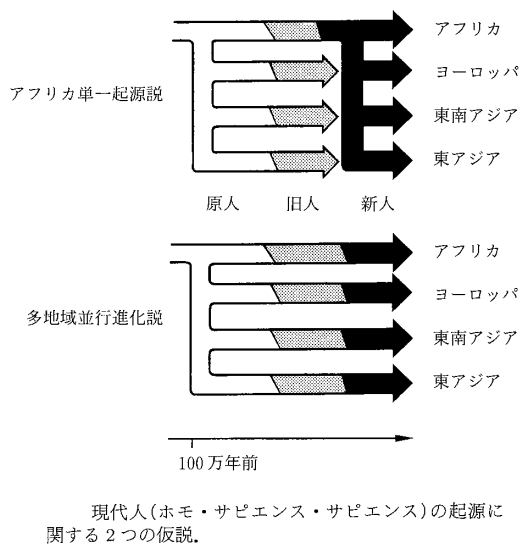 アフリカ
ヨーロッパ
アフリカ単一起源説
東南アジア
東アジア
原人 旧人 新人
アフリカ
ヨーロッパ
多地域並行進化説
東南アジア
東アジア
100万年前
現代人(ホモ・サピエンス・サピエンス)の起源に
関する2つの仮説.